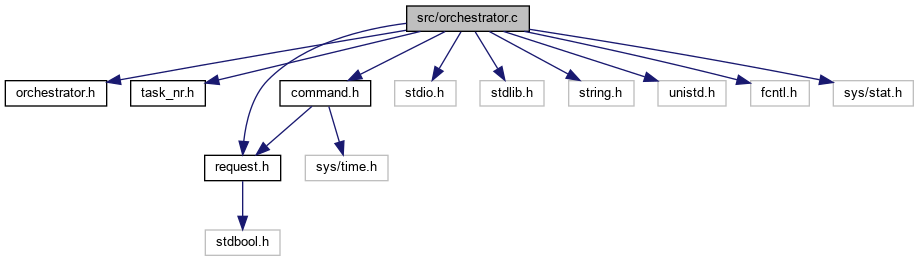 src/orchestrator.c
orchestrator.h
task_nr.h
command.h
stdio.h
stdlib.h
string.h
unistd.h
fcntl.h
sys/stat.h
request.h
sys/time.h
stdbool.h